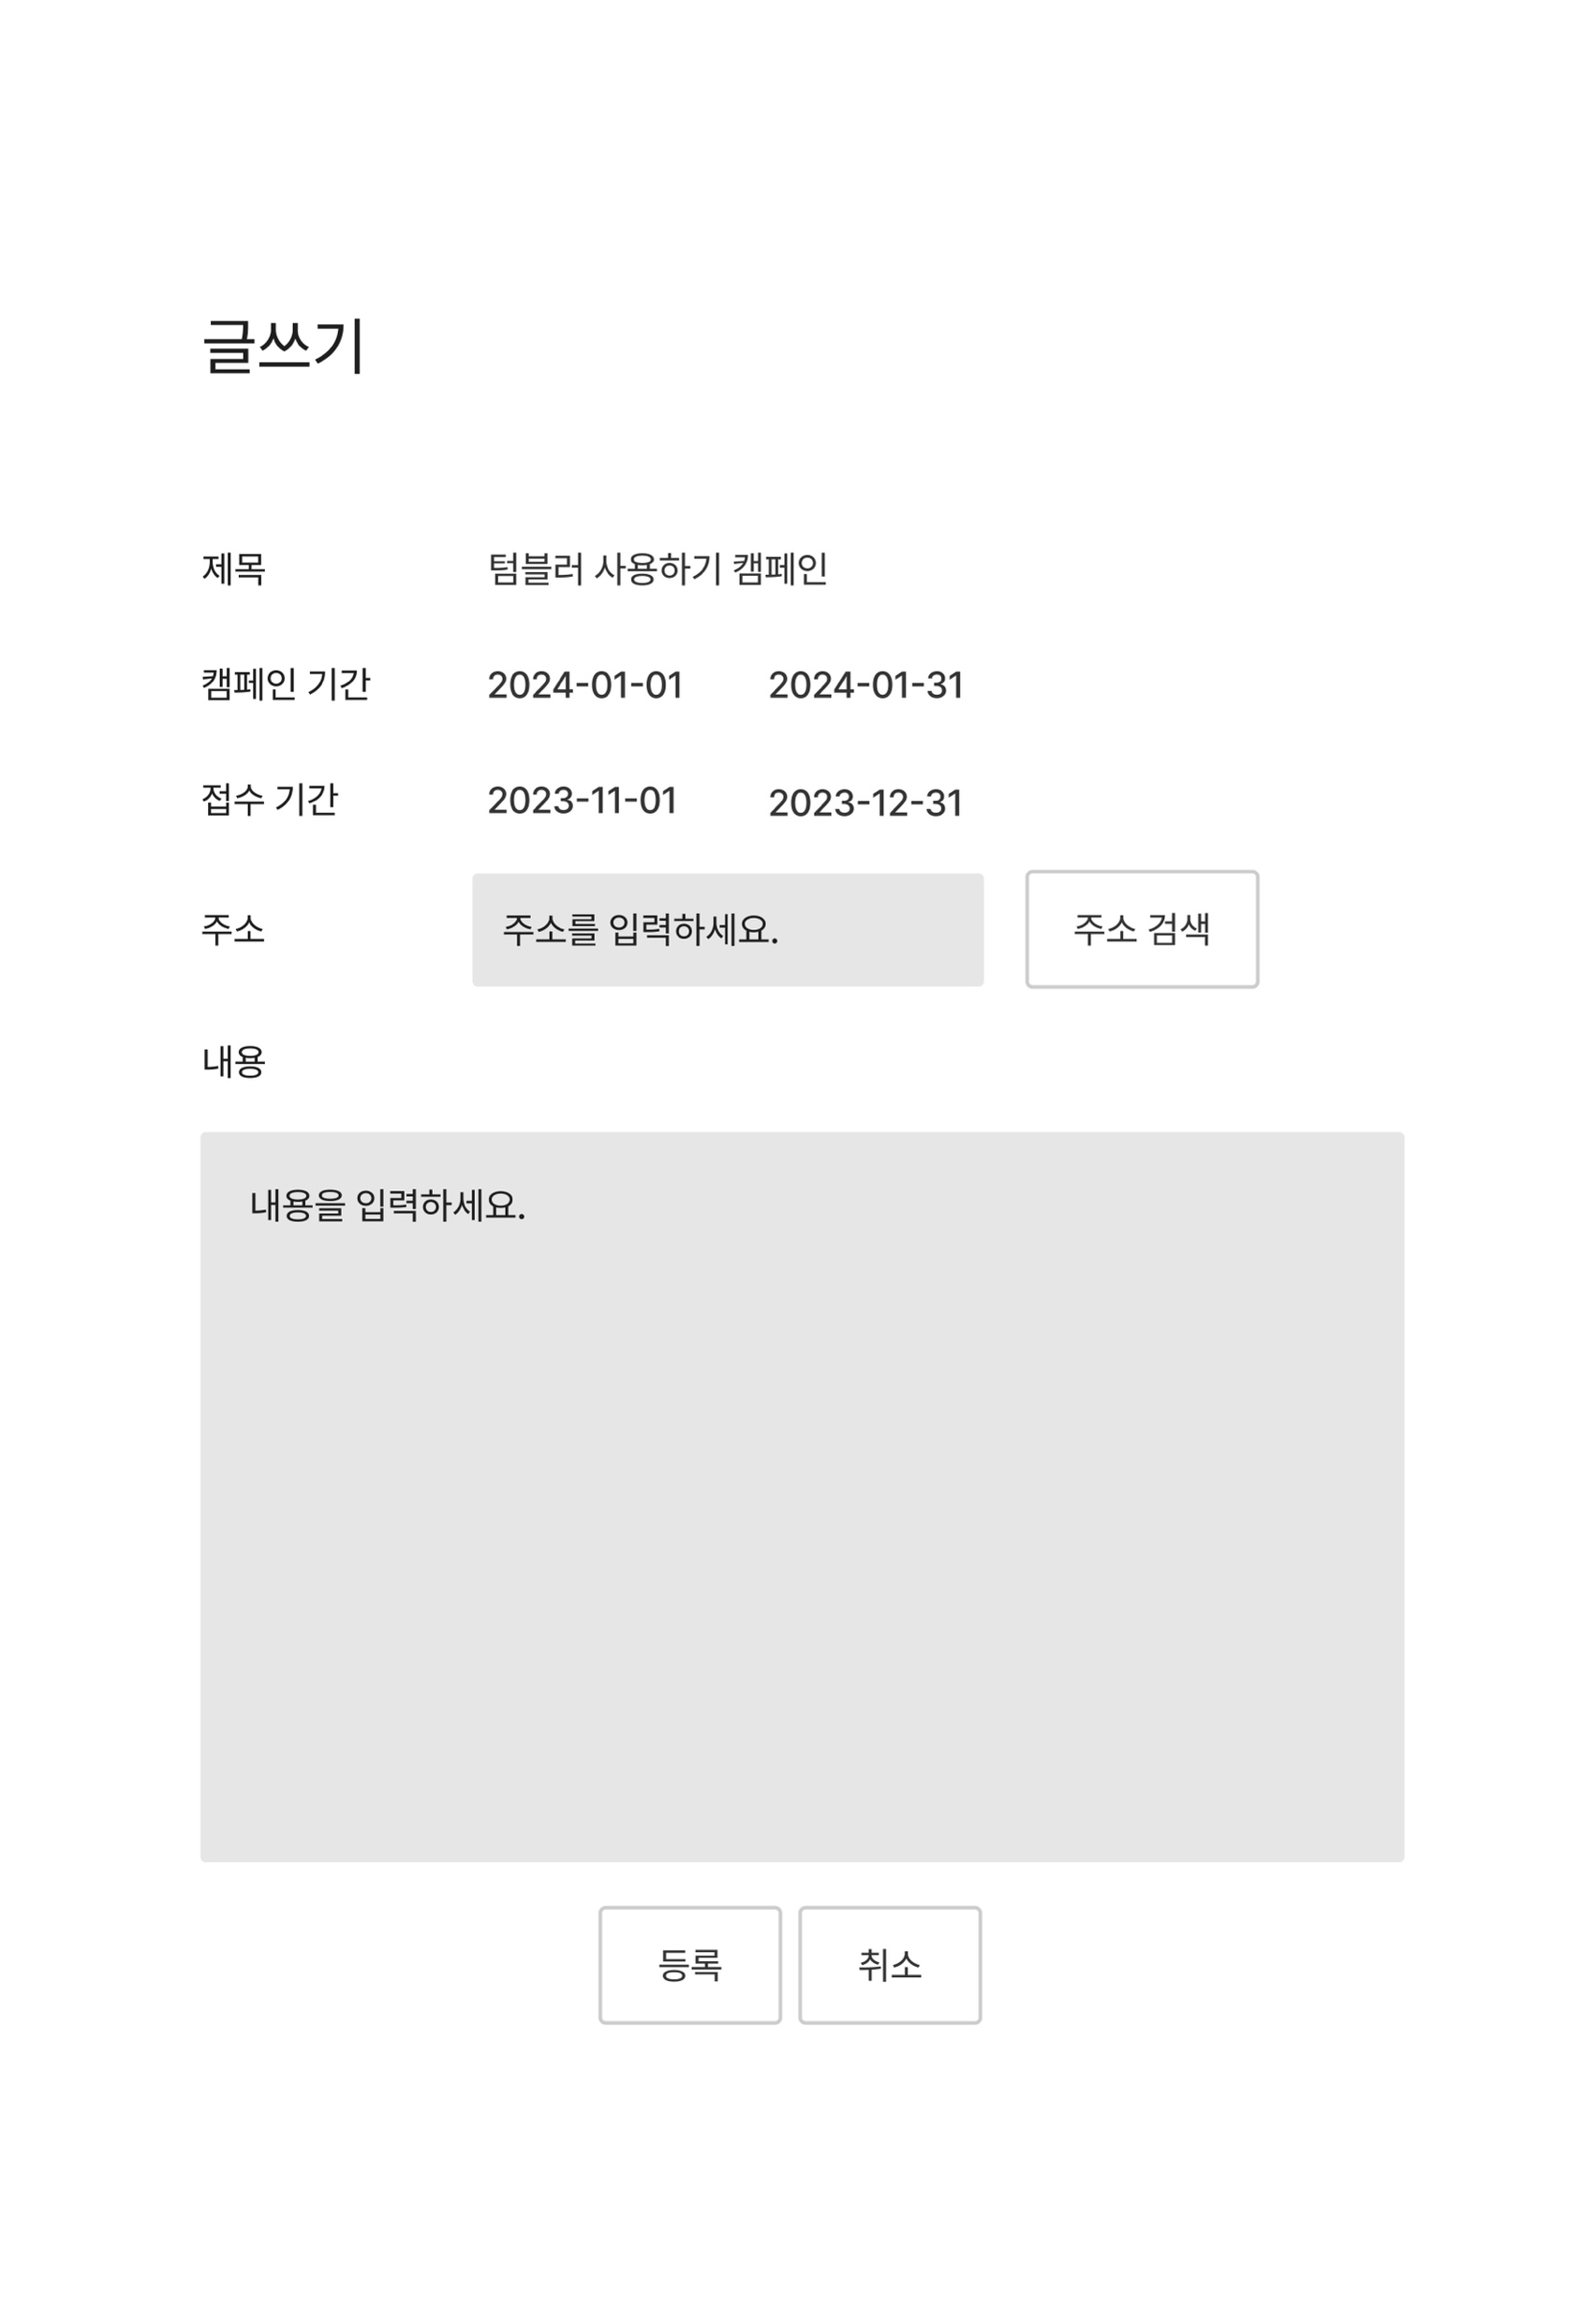 글쓰기
제목 텀블러 사용하기 캠페인
캠페인 기간 2024-01-01 2024-01-31
접수 기간 2023-11-01 2023-12-31
주소 주소를 입력하세요. 주소 검색
내용
내용을 입력하세요.
등록 취소